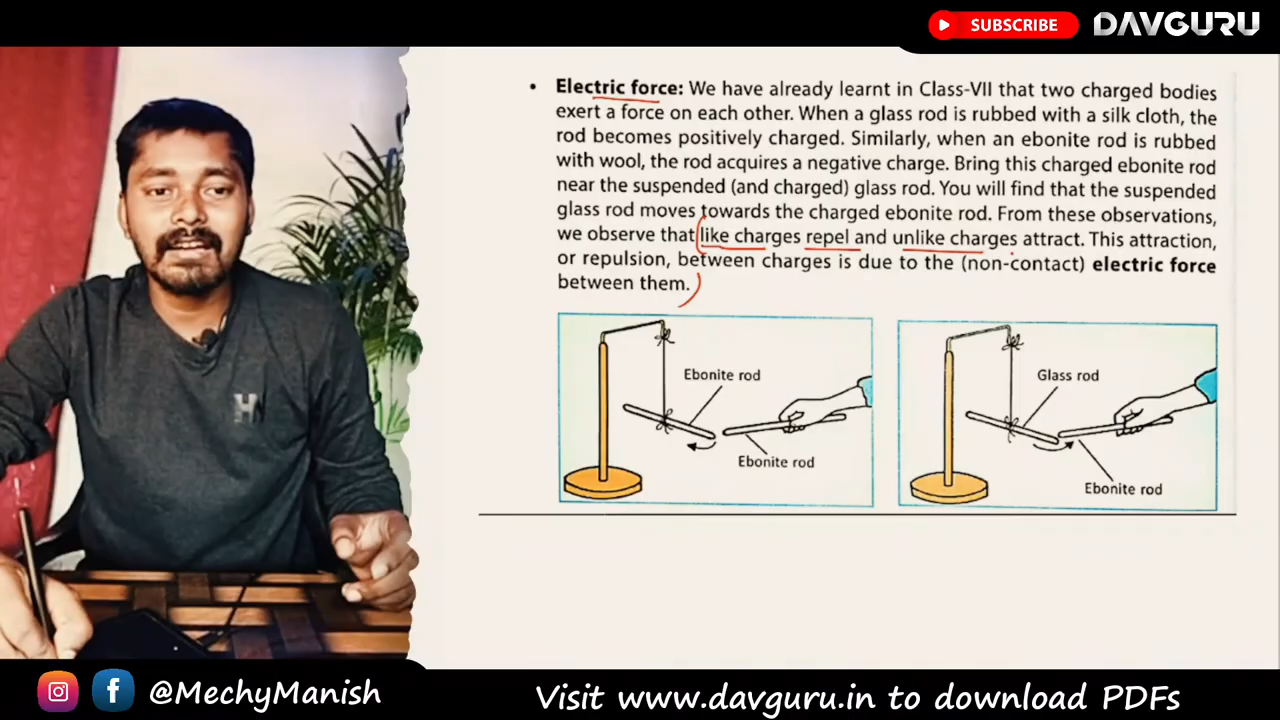 SUBSCRIBE DAVGURU
• Electric force: We have already learnt in Class-VII that two charged bodies
exert a force on each other. When a glass rod is rubbed with a silk cloth, the
rod becomes positively charged. Similarly, when an ebonite rod is rubbed
with wool, the rod acquires a negative charge. Bring this charged ebonite rod
near the suspended (and charged) glass rod. You will find that the suspended
glass rod moves towards the charged ebonite rod. From these observations,
we observe that like charges repel and unlike charges attract. This attraction,
or repulsion, between charges is due to the (non-contact) electric force
between them.
Ebonite rod
Ebonite rod
Glass rod
Ebonite rod
H
@MechyManish
Visit www.davguru.in to download PDFs